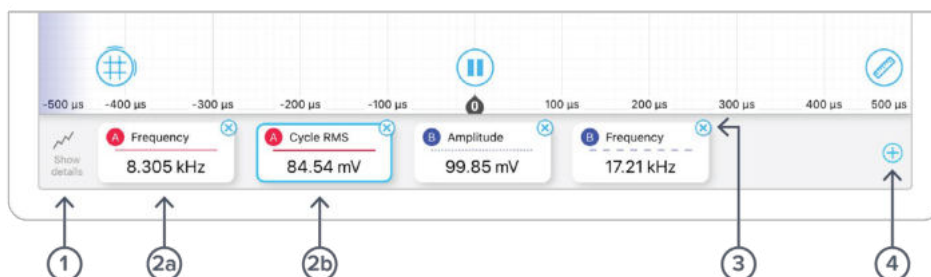 -500 µs -400 µs -300 µs -200 µs -100 µs 0 100 µs 200 µs 300 µs 400 µs 500 µs
A Frequency A Cycle RMS B Amplitude B Frequency
Show
details
8.305 kHz 84.54 mV 99.85 mV 17.21 kHz
1 2a 2b 3 4